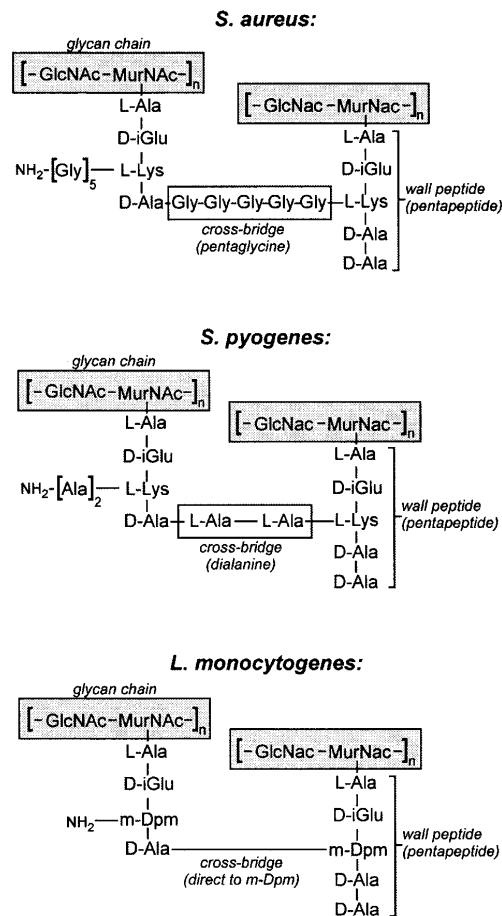 S. aureus:
glycan chain
[-GlcNAc-MurNAc-]n
[-GlcNac-MurNac-]n
L-Ala
L-Ala
D-iGlu
D-iGlu
NH2-[Gly]5
L-Lys
D-Ala-Gly-Gly-Gly-Gly-Gly-L-Lys
wall peptide
(pentapeptide)
cross-bridge
(pentaglycine)
D-Ala
D-Ala
S. pyogenes:
glycan chain
[-GlcNAc-MurNAc-]n
[-GlcNac-MurNac-]n
L-Ala
L-Ala
D-iGlu
D-iGlu
NH2-[Ala]2
L-Lys
D-Ala-L-Ala-L-Ala-L-Lys
wall peptide
(pentapeptide)
cross-bridge
(dialanine)
D-Ala
D-Ala
L. monocytogenes:
glycan chain
[-GlcNAc-MurNAc-]n
[-GlcNac-MurNac-]n
L-Ala
L-Ala
D-iGlu
D-iGlu
NH2-m-Dpm
D-Ala
m-Dpm
wall peptide
(pentapeptide)
cross-bridge
(direct to m-Dpm)
D-Ala
D-Ala